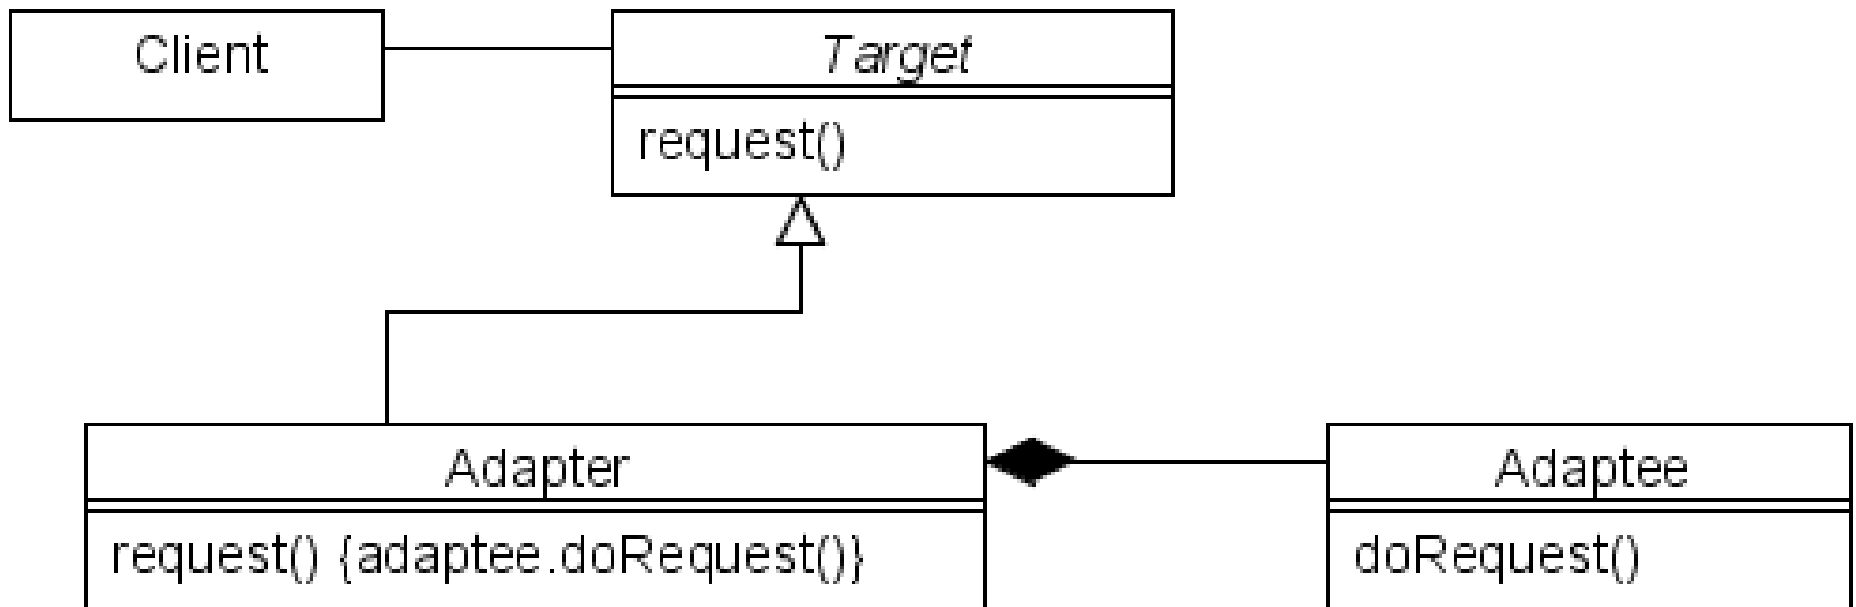 Client
Target
request()
Adapter
Adaptee
request() {adaptee.doRequest()}
doRequest()